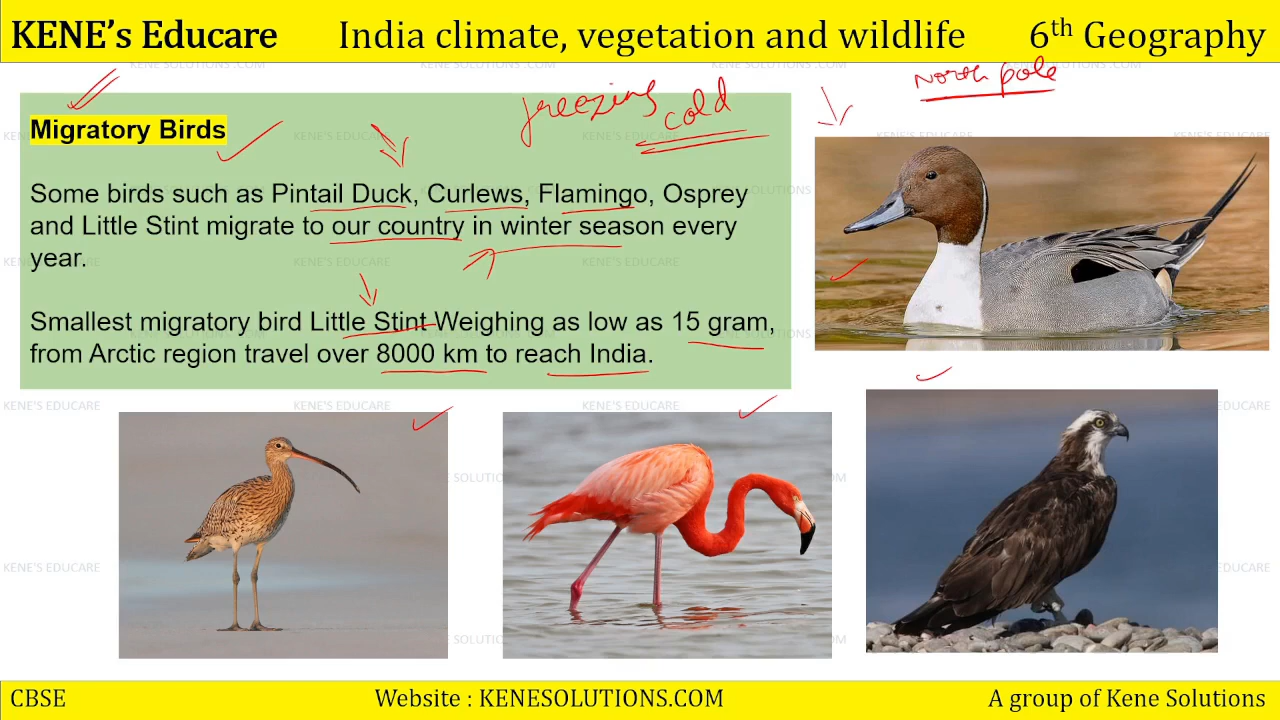 KENE's Educare India climate, vegetation and wildlife 6th Geography
north pole
freezing cold
Migratory Birds
Some birds such as Pintail Duck, Curlews, Flamingo, Osprey
and Little Stint migrate to our country in winter season every
year.
Smallest migratory bird Little Stint Weighing as low as 15 gram,
from Arctic region travel over 8000 km to reach India.
CBSE Website : KENESOLUTIONS.COM A group of Kene Solutions